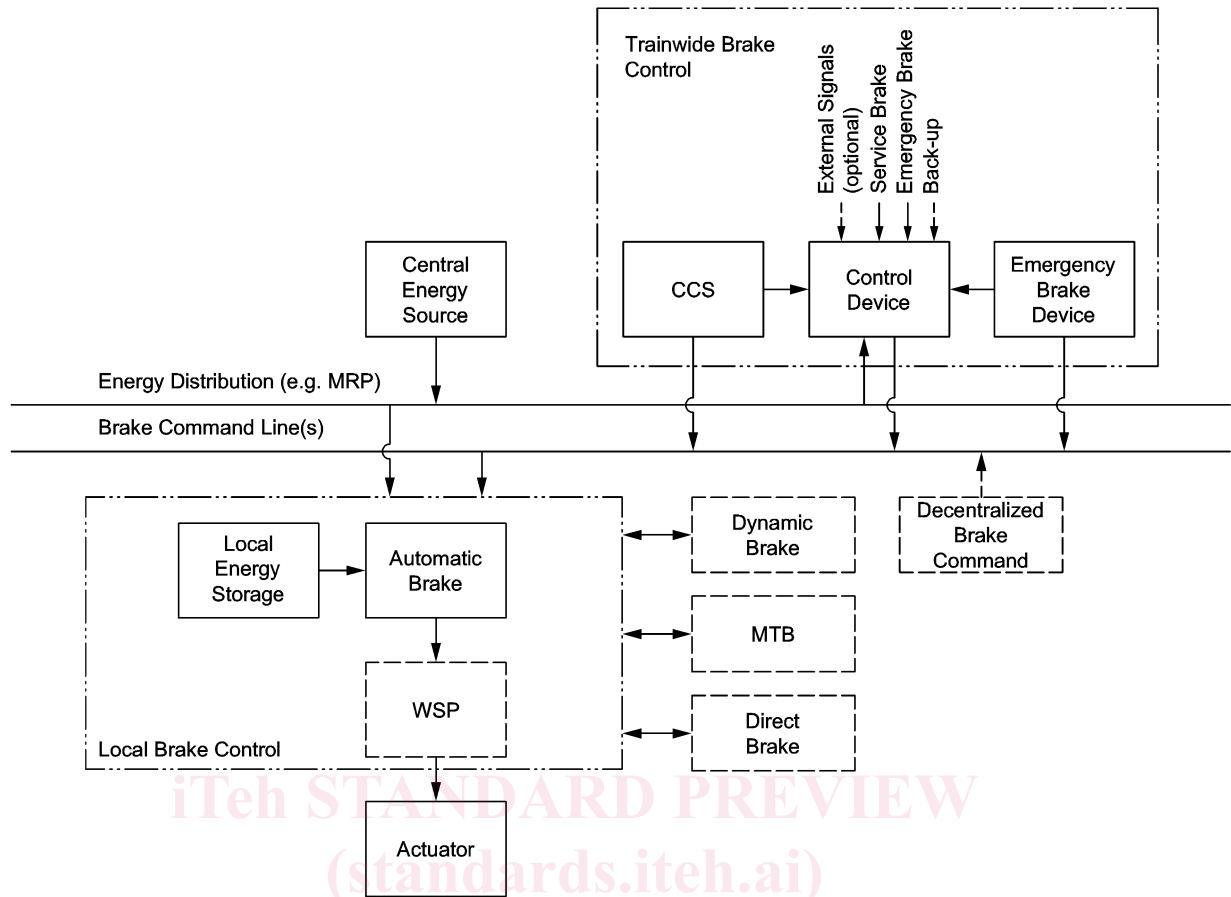 Trainwide Brake
Control
External Signals
(optional)
Service Brake
Emergency Brake
Back-up
Central
Energy
Source
CCS
Control
Device
Emergency
Brake
Device
Energy Distribution (e.g. MRP)
Brake Command Line(s)
Local
Energy
Storage
Automatic
Brake
Dynamic
Brake
Decentralized
Brake
Command
MTB
WSP
Direct
Brake
Local Brake Control
iTeh STANDARD PREVIEW
Actuator
(standards.iteh.ai)